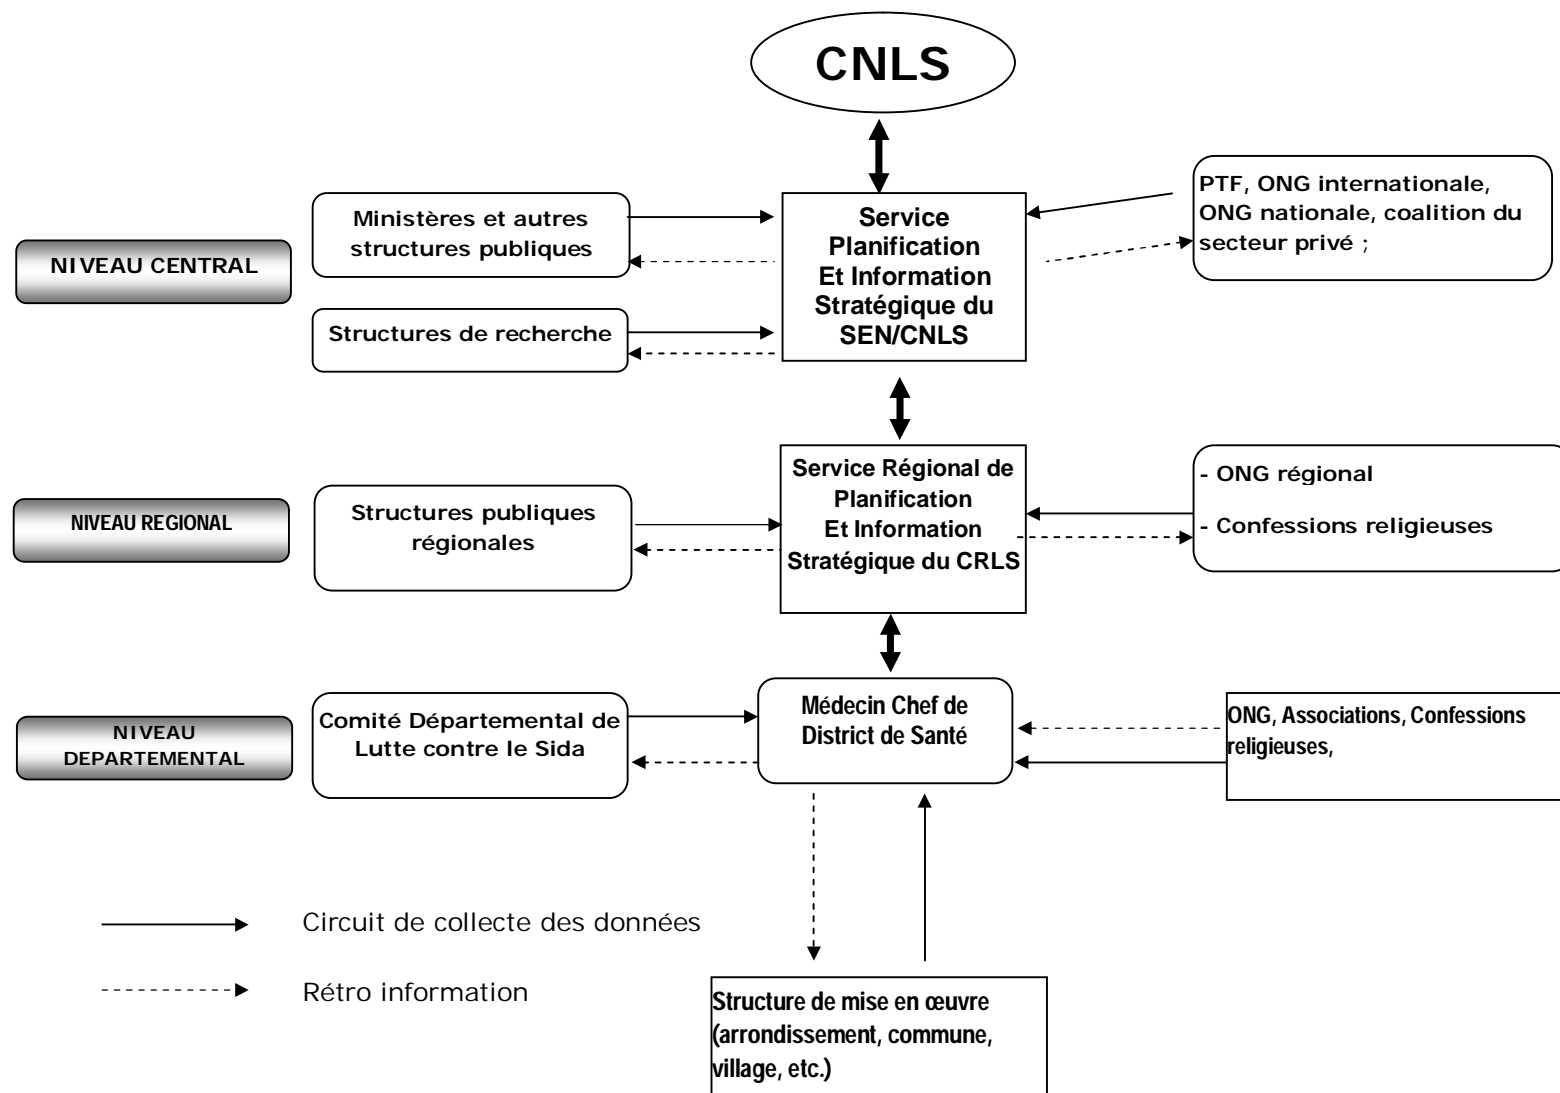 CNLS
NIVEAU CENTRAL
Ministères et autres
structures publiques
Structures de recherche
Service
Planification
Et Information
Stratégique du
SEN/CNLS
PTF, ONG internationale,
ONG nationale, coalition du
secteur privé ;
NIVEAU REGIONAL
Structures publiques
régionales
Service Régional de
Planification
Et Information
Stratégique du CRLS
- ONG régional
- Confessions religieuses
NIVEAU
DEPARTEMENTAL
Comité Départemental de
Lutte contre le Sida
Médecin Chef de
District de Santé
ONG, Associations, Confessions
religieuses,
Circuit de collecte des données
Rétro information
Structure de mise en œuvre
(arrondissement, commune,
village, etc.)